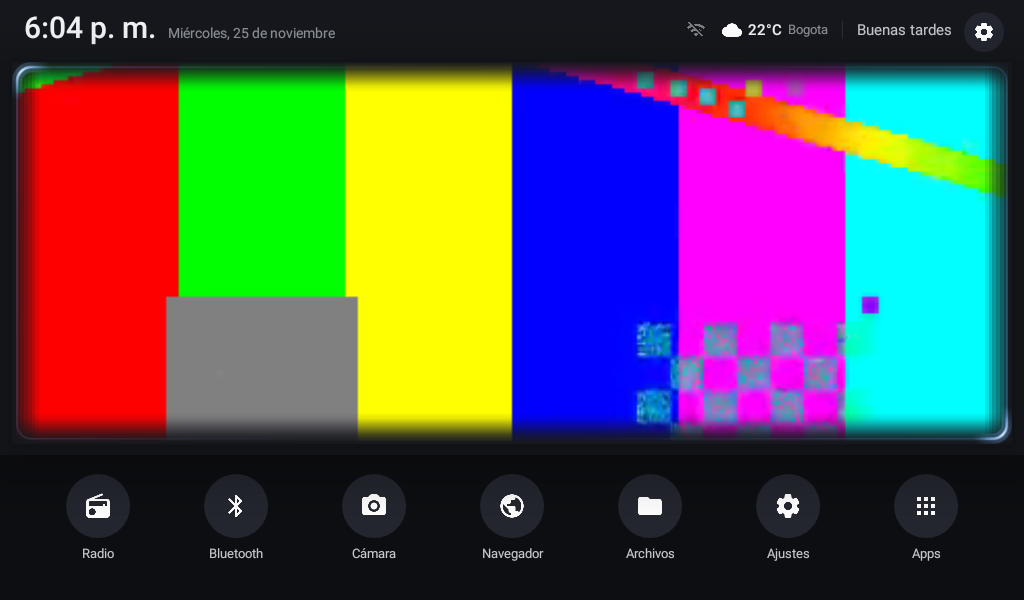 6:04 p. m.
Miércoles, 25 de noviembre
22°C Bogota
Buenas tardes
Radio
Bluetooth
Cámara
Navegador
Archivos
Ajustes
Apps